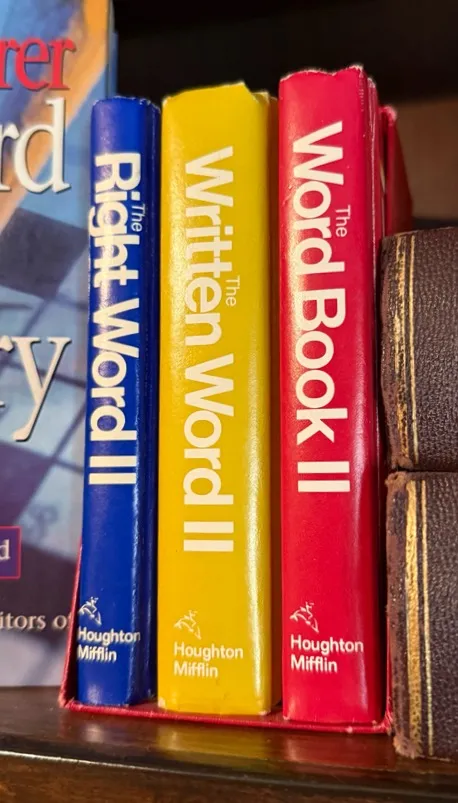 rer
rd
ry
d
itors of
The
Right Word II
Houghton
Mifflin
The
Written Word II
Houghton
Mifflin
The
Word Book II
Houghton
Mifflin